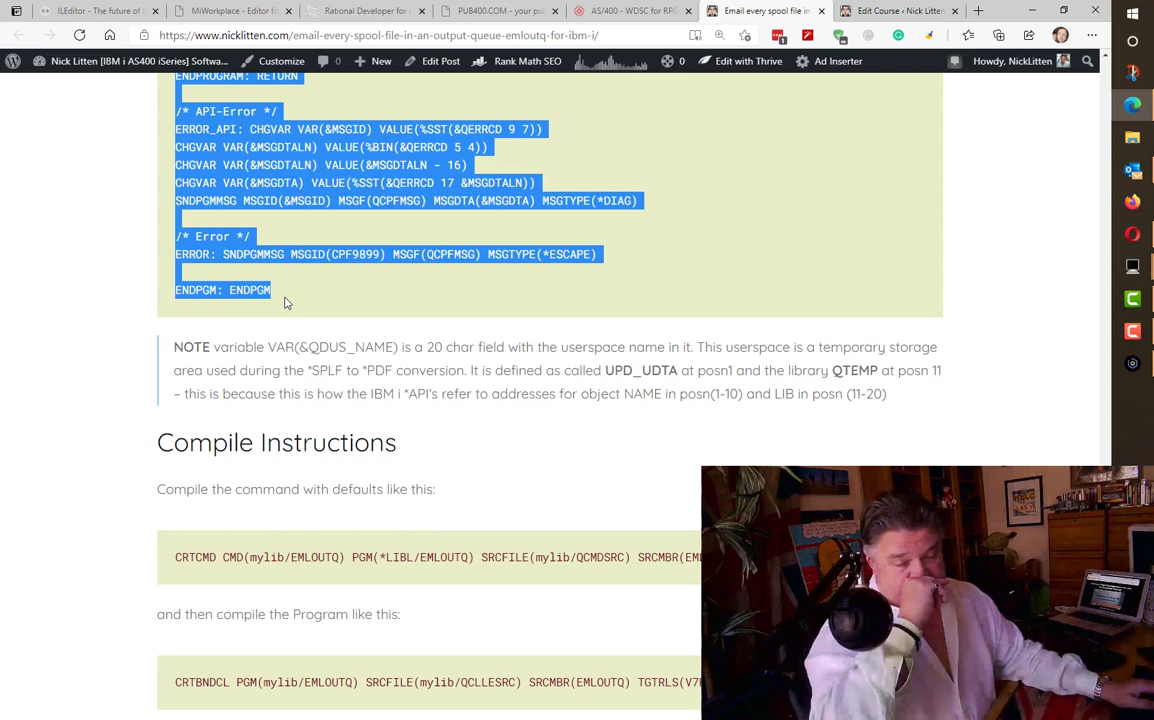 ILEditor - The future of I
MiWorkplace - Editor fo
Rational Developer for i
PUB400.COM - your pu
AS/400 - WDSC for RPG
Email every spool file in
Edit Course ‹ Nick Litten
https://www.nicklitten.com/email-every-spool-file-in-an-output-queue-emloutq-for-ibm-i/
Nick Litten [IBM i AS400 iSeries] Softwa...
Customize
0
New
Edit Post
Rank Math SEO
0
Edit with Thrive
Ad Inserter
Howdy, NickLitten
ENDPROGRAM: RETURN
/* API-Error */
ERROR_API: CHGVAR VAR(&MSGID) VALUE(%SST(&QERRCD 9 7))
CHGVAR VAR(&MSGDTALN) VALUE(%BIN(&QERRCD 5 4))
CHGVAR VAR(&MSGDTALN) VALUE(&MSGDTALN - 16)
CHGVAR VAR(&MSGDTA) VALUE(%SST(&QERRCD 17 &MSGDTALN))
SNDPGMMSG MSGID(&MSGID) MSGF(QCPFMSG) MSGDTA(&MSGDTA) MSGTYPE(*DIAG)
/* Error */
ERROR: SNDPGMMSG MSGID(CPF9899) MSGF(QCPFMSG) MSGTYPE(*ESCAPE)
ENDPGM: ENDPGM
NOTE variable VAR(&QDUS_NAME) is a 20 char field with the userspace name in it. This userspace is a temporary storage
area used during the *SPLF to *PDF conversion. It is defined as called UPD_UDTA at posn1 and the library QTEMP at posn 11
– this is because this is how the IBM i *API's refer to addresses for object NAME in posn(1-10) and LIB in posn (11-20)
Compile Instructions
Compile the command with defaults like this:
CRTCMD CMD(mylib/EMLOUTQ) PGM(*LIBL/EMLOUTQ) SRCFILE(mylib/QCMDSRC) SRCMBR(EM
and then compile the Program like this:
CRTBNDCL PGM(mylib/EMLOUTQ) SRCFILE(mylib/QCLLESRC) SRCMBR(EMLOUTQ) TGTRLS(V7